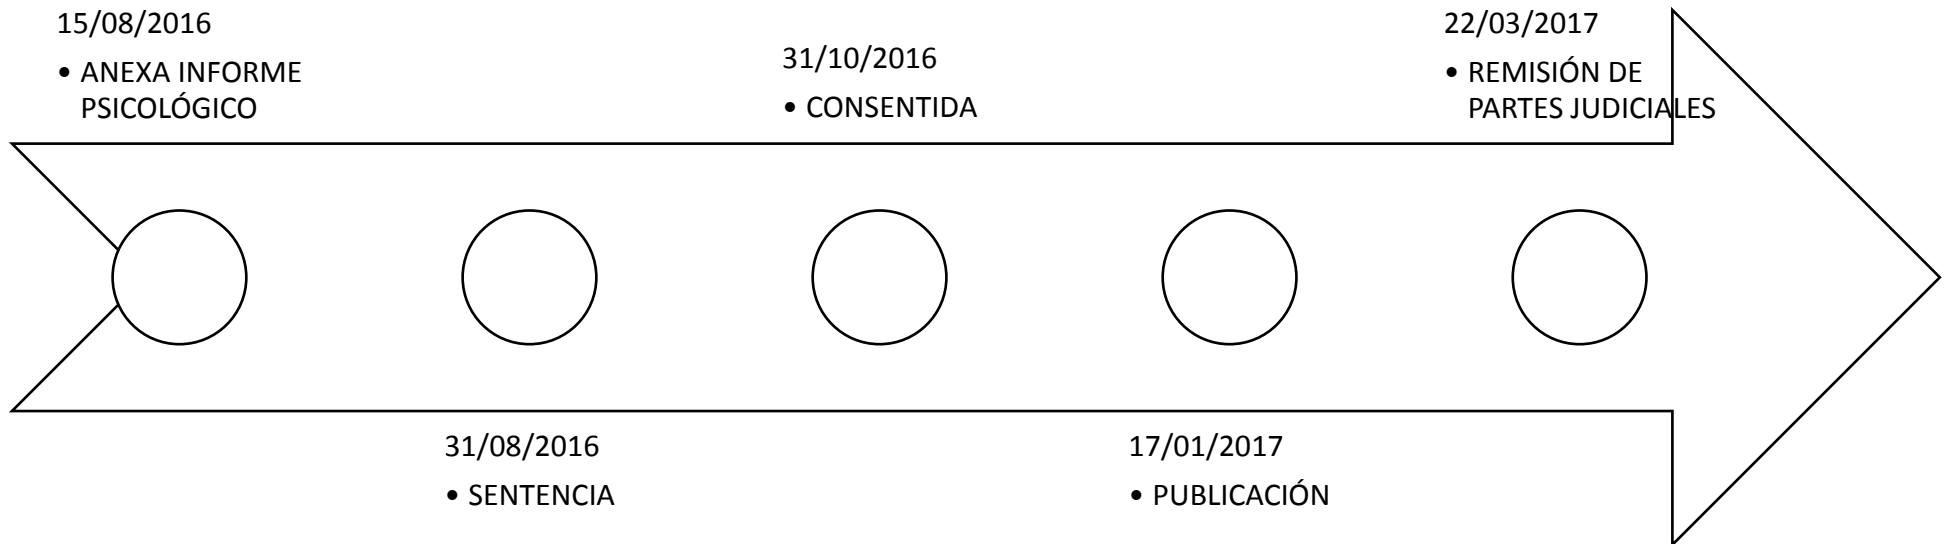 15/08/2016
• ANEXA INFORME
PSICOLÓGICO
31/08/2016
• SENTENCIA
31/10/2016
• CONSENTIDA
17/01/2017
• PUBLICACIÓN
22/03/2017
• REMISIÓN DE
PARTES JUDICIALES